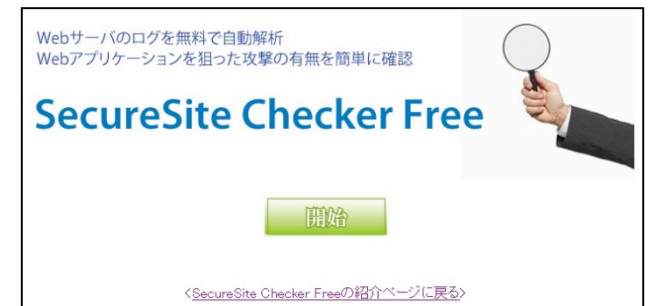 Webサーバのログを無料で自動解析
Webアプリケーションを狙った攻撃の有無を簡単に確認
SecureSite Checker Free
開始
<SecureSite Checker Freeの紹介ページに戻る>